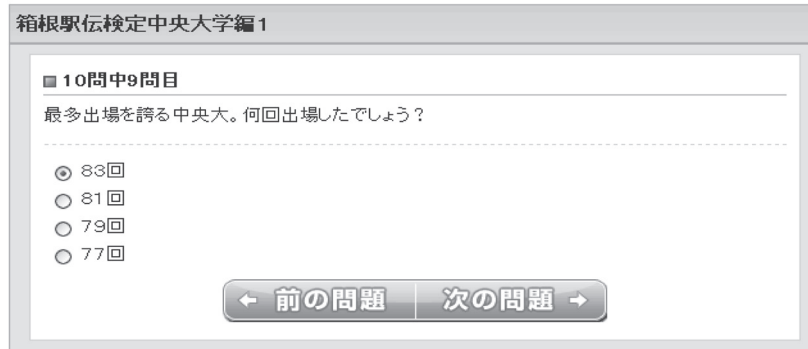 箱根駅伝検定中央大学編1
10問中9問目
最多出場を誇る中央大。何回出場したでしょう？
83回
81回
79回
77回
前の問題 次の問題